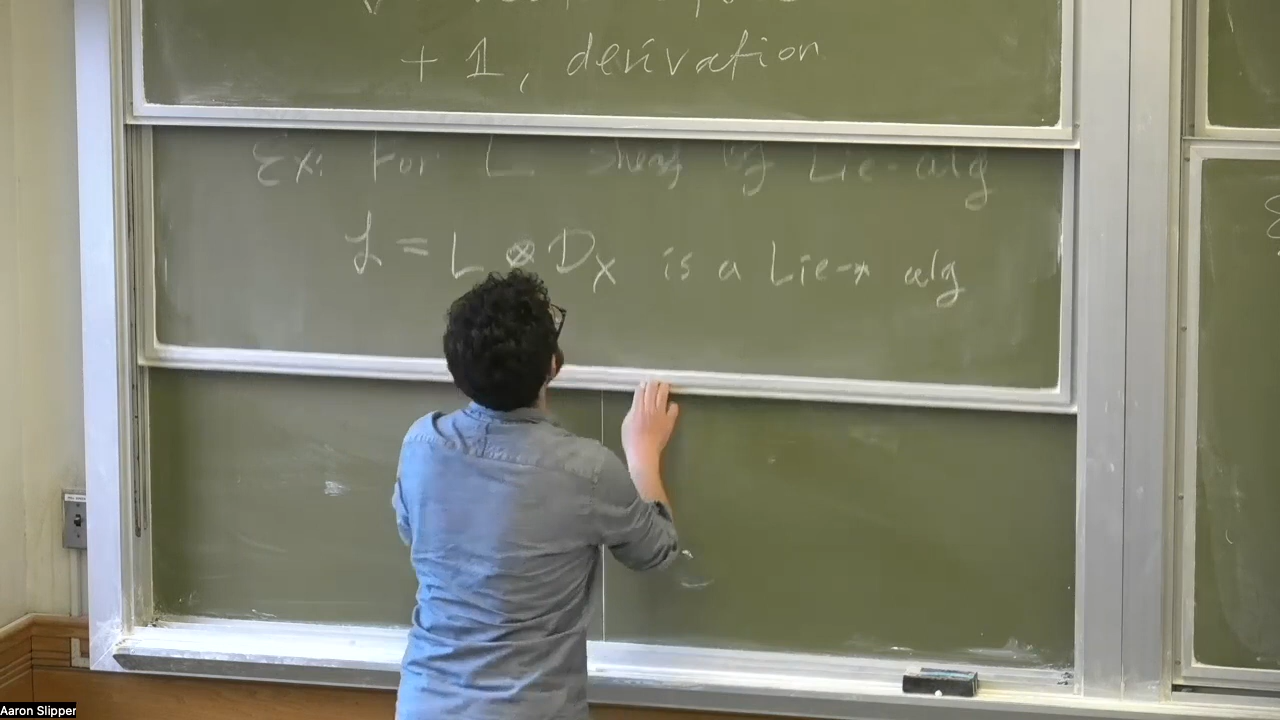 + 1, derivation
Ex: For L sheaf of Lie-alg
ℒ = L ⊗ D_X is a Lie-* alg
Aaron Slipper